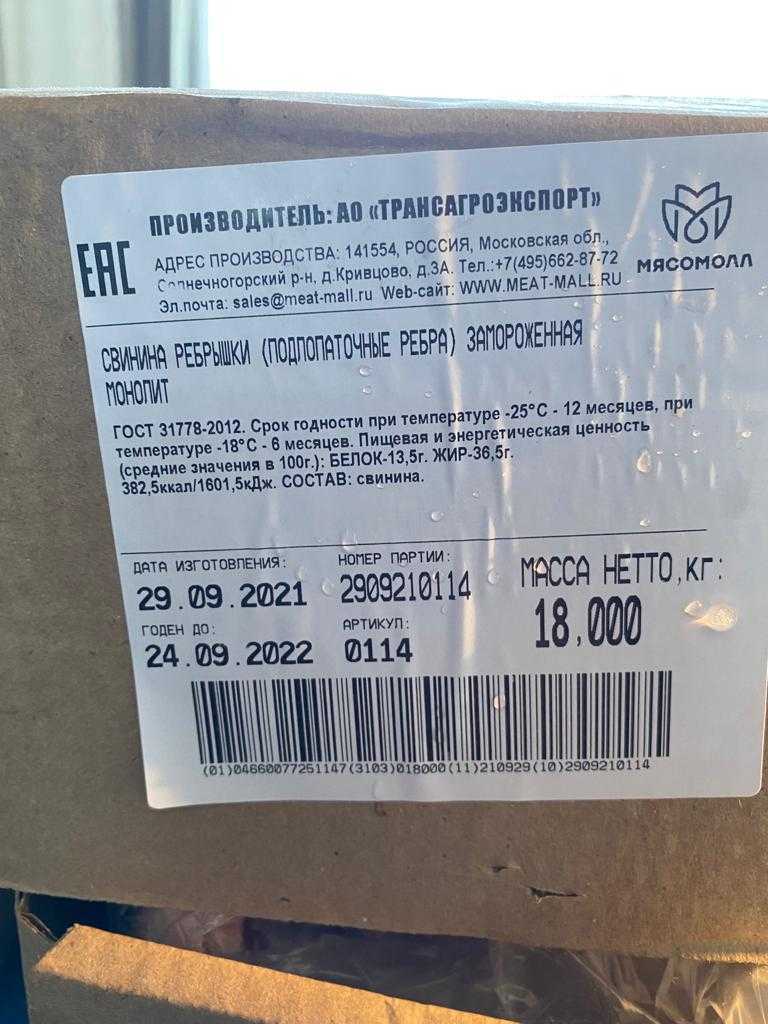 ПРОИЗВОДИТЕЛЬ: АО «ТРАНСАГРОЭКСПОРТ»
EAC
АДРЕС ПРОИЗВОДСТВА: 141554, РОССИЯ, Московская обл.,
Солнечногорский р-н, д.Кривцово, д.3А. Тел.:+7(495)662-87-72
Эл.почта: sales@meat-mall.ru Web-сайт: WWW.MEAT-MALL.RU
МЯСОМОЛЛ
СВИНИНА РЕБРЫШКИ (ПОДЛОПАТОЧНЫЕ РЕБРА) ЗАМОРОЖЕННАЯ
МОНОЛИТ
ГОСТ 31778-2012. Срок годности при температуре -25°C - 12 месяцев, при
температуре -18°C - 6 месяцев. Пищевая и энергетическая ценность
(средние значения в 100г.): БЕЛОК-13,5г. ЖИР-36,5г.
382,5ккал/1601,5кДж. СОСТАВ: свинина.
ДАТА ИЗГОТОВЛЕНИЯ:
29.09.2021
НОМЕР ПАРТИИ:
2909210114
МАССА НЕТТО,КГ:
18,000
ГОДЕН ДО:
24.09.2022
АРТИКУЛ:
0114
(01)04660077251147(3103)018000(11)210929(10)2909210114